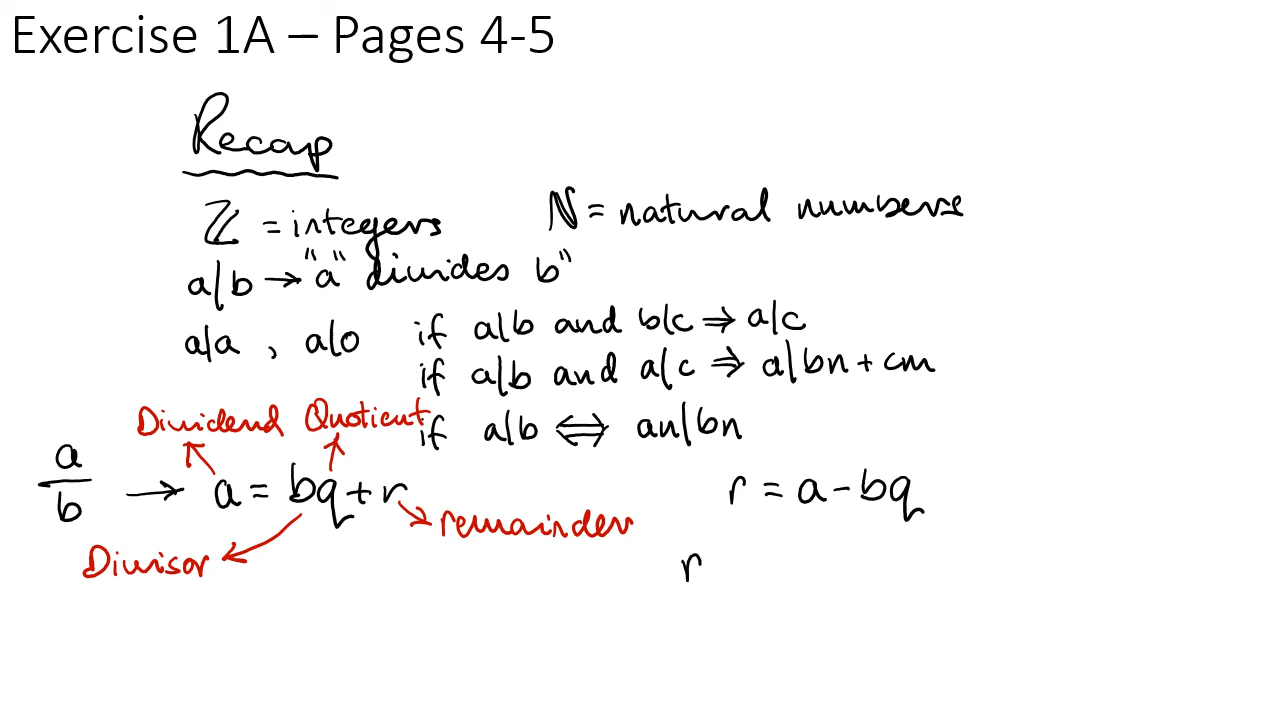 Exercise 1A – Pages 4-5
Recap
ℤ = integers
ℕ = natural numbers
a|b → "a" divides b"
a|a , a|0
if a|b and b|c ⇒ a|c
if a|b and a|c ⇒ a|bn + cm
if a|b ⇔ an|bn
Dividend Quotient
a/b → a = bq + r
r = a - bq
remainder
Divisor
r